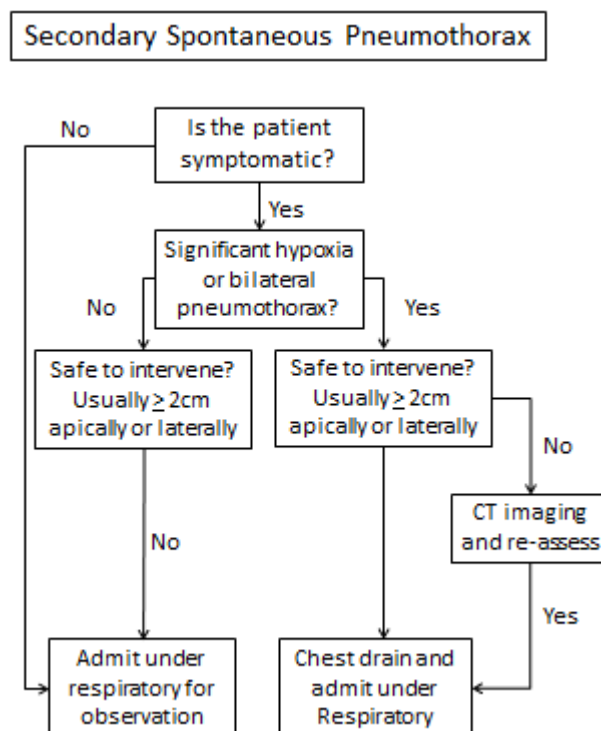 Secondary Spontaneous Pneumothorax
No
Is the patient
symptomatic?
Yes
Significant hypoxia
or bilateral
pneumothorax?
No
Yes
Safe to intervene?
Usually ≥ 2cm
apically or laterally
Safe to intervene?
Usually ≥ 2cm
apically or laterally
No
CT imaging
and re-assess
No
Yes
Admit under
respiratory for
observation
Chest drain and
admit under
Respiratory